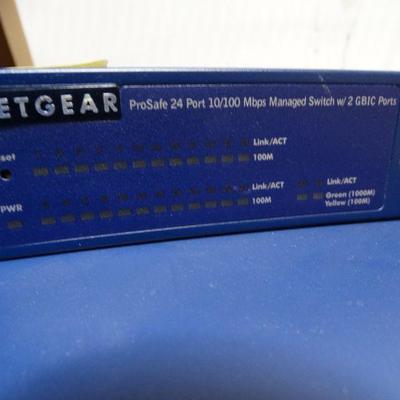 ETGEAR ProSafe 24 Port 10/100 Mbps Managed Switch w/ 2 GBIC Ports
Link/ACT
set
100M
Link/ACT Link/ACT
PWR 100M Green (1000M)
Yellow (100M)